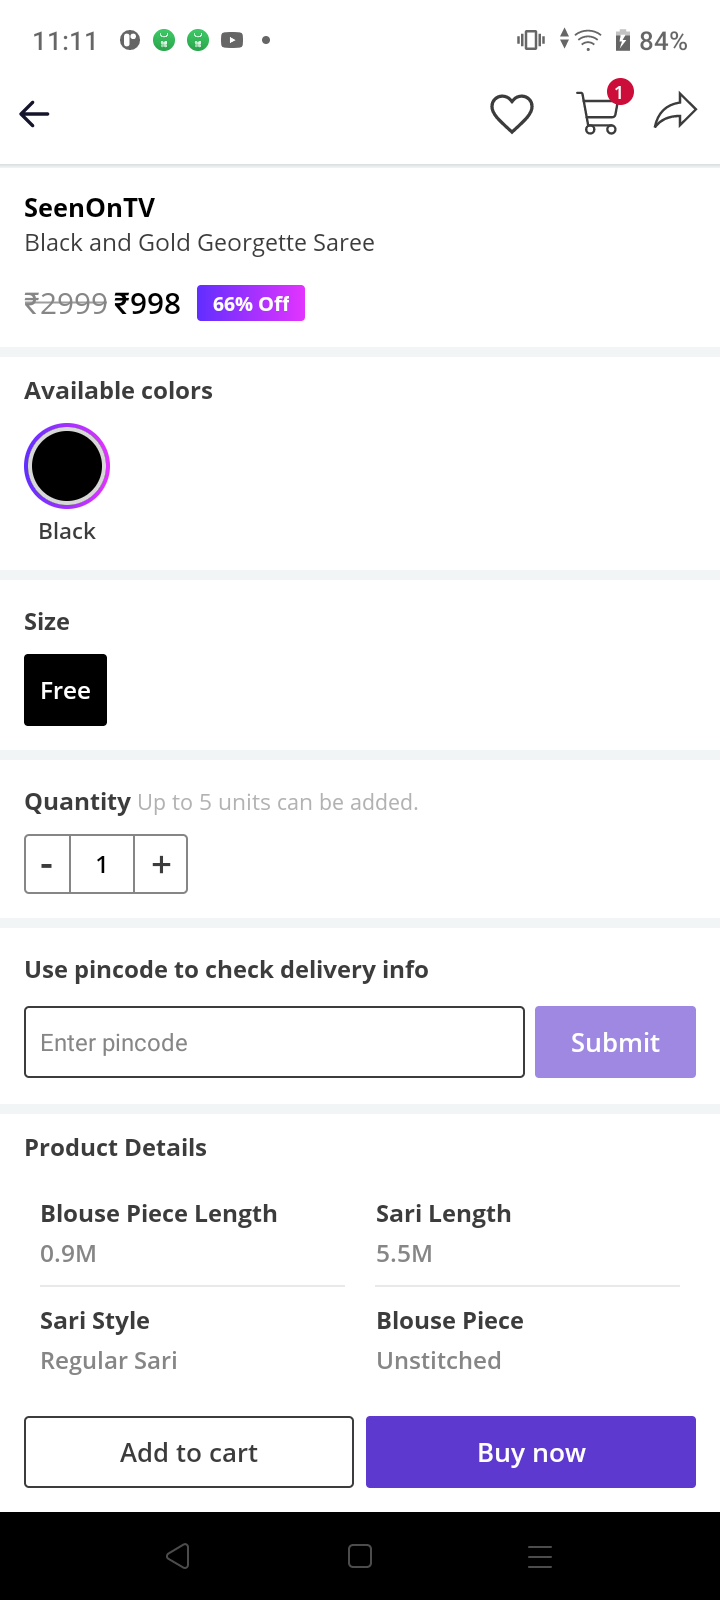 11:11
84%
1
SeenOnTV
Black and Gold Georgette Saree
₹2999 ₹998 66% Off
Available colors
Black
Size
Free
Quantity Up to 5 units can be added.
- 1 +
Use pincode to check delivery info
Enter pincode
Submit
Product Details
Blouse Piece Length
0.9M
Sari Length
5.5M
Sari Style
Regular Sari
Blouse Piece
Unstitched
Add to cart
Buy now